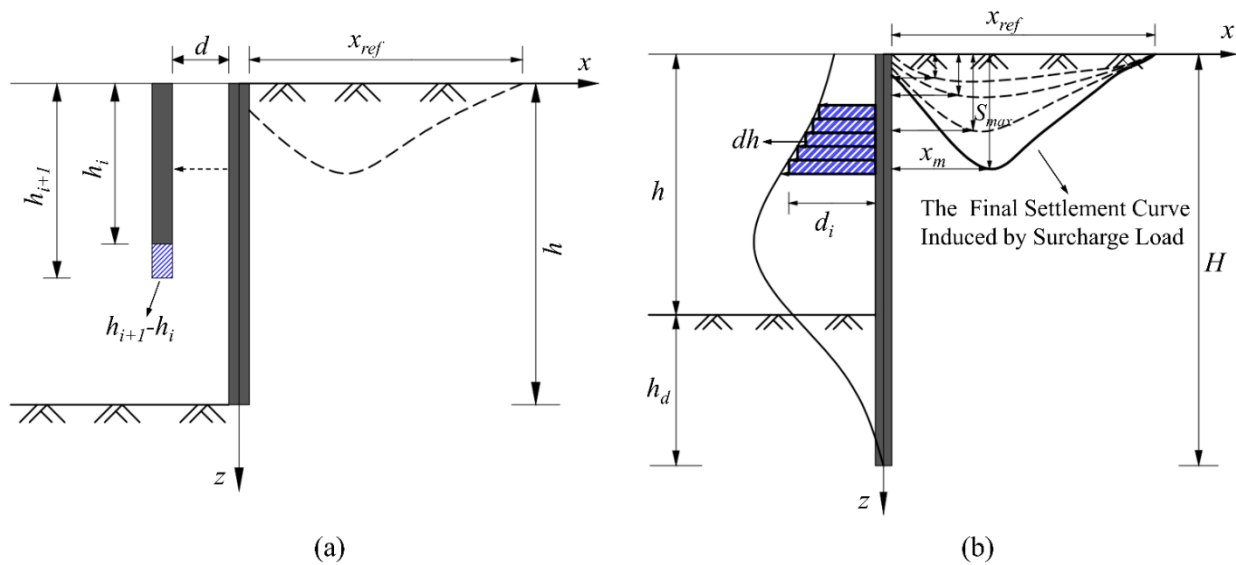 d
x_ref
x
h_i
h_{i+1}
h
h_{i+1}-h_i
z
(a)
x_ref
x
S_max
dh
x_m
h
d_i
The Final Settlement Curve
Induced by Surcharge Load
H
h_d
z
(b)